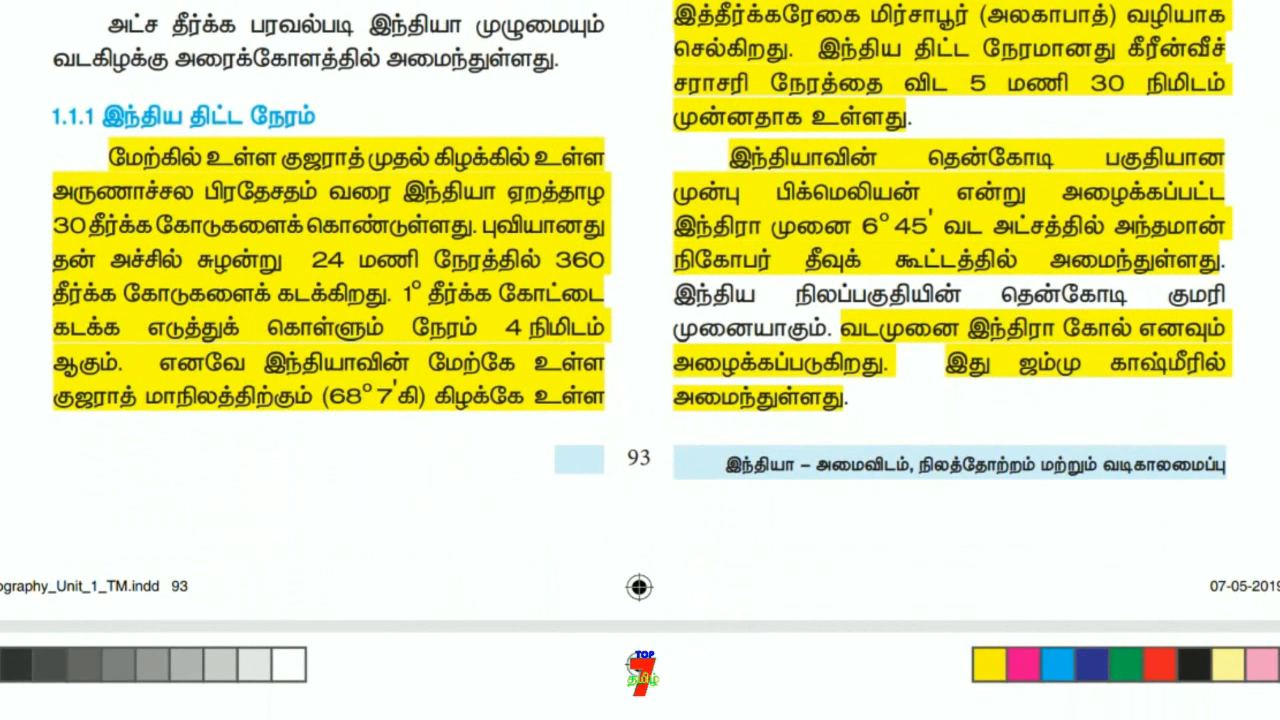 அட்ச தீர்க்க பரவல்படி இந்தியா முழுமையும்
வடகிழக்கு அரைக்கோளத்தில் அமைந்துள்ளது.
1.1.1 இந்திய திட்ட நேரம்
மேற்கில் உள்ள குஜராத் முதல் கிழக்கில் உள்ள
அருணாச்சல பிரதேசதம் வரை இந்தியா ஏறத்தாழ
30 தீர்க்க கோடுகளைக் கொண்டுள்ளது. புவியானது
தன் அச்சில் சுழன்று 24 மணி நேரத்தில் 360
தீர்க்க கோடுகளைக் கடக்கிறது. 1° தீர்க்க கோட்டை
கடக்க எடுத்துக் கொள்ளும் நேரம் 4 நிமிடம்
ஆகும். எனவே இந்தியாவின் மேற்கே உள்ள
குஜராத் மாநிலத்திற்கும் (68° 7'கி) கிழக்கே உள்ள
இத்தீர்க்கரேகை மிர்சாபூர் (அலகாபாத்) வழியாக
செல்கிறது. இந்திய திட்ட நேரமானது கிரீன்வீச்
சராசரி நேரத்தை விட 5 மணி 30 நிமிடம்
முன்னதாக உள்ளது.
இந்தியாவின் தென்கோடி பகுதியான
முன்பு பிக்மெலியன் என்று அழைக்கப்பட்ட
இந்திரா முனை 6° 45' வட அட்சத்தில் அந்தமான்
நிகோபர் தீவுக் கூட்டத்தில் அமைந்துள்ளது.
இந்திய நிலப்பகுதியின் தென்கோடி குமரி
முனையாகும். வடமுனை இந்திரா கோல் எனவும்
அழைக்கப்படுகிறது. இது ஜம்மு காஷ்மீரில்
அமைந்துள்ளது.
93 இந்தியா – அமைவிடம், நிலத்தோற்றம் மற்றும் வடிகாலமைப்பு
ography_Unit_1_TM.indd 93
07-05-2019
TOP
7
தமிழ்